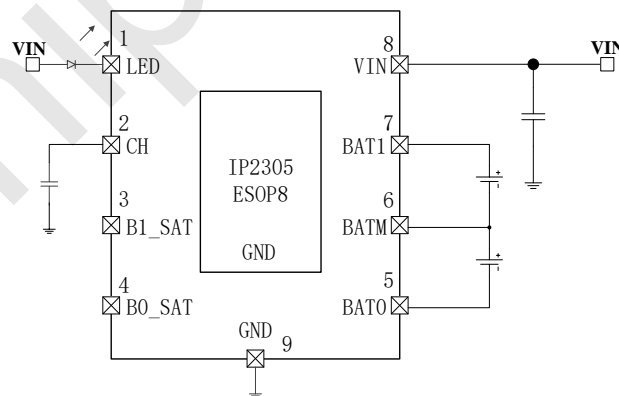 VIN
1
LED
2
CH
3
B1_SAT
4
B0_SAT
IP2305
ESOP8
GND
GND
9
8
VIN
VIN
7
BAT1
6
BATM
5
BAT0